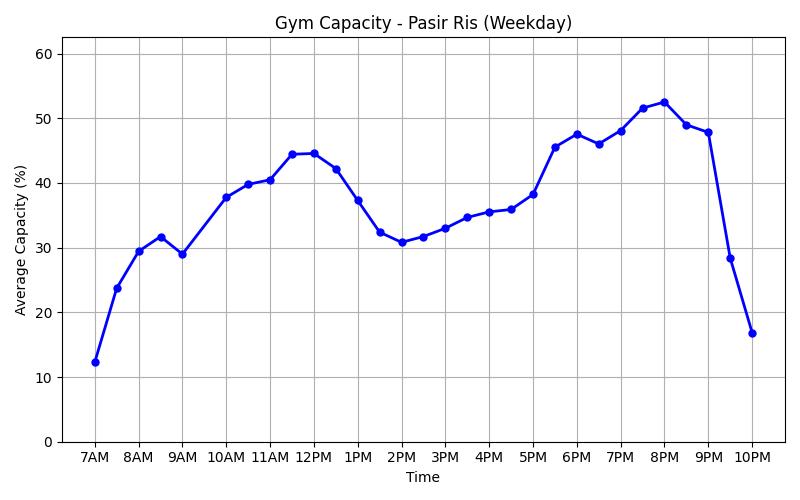 Gym Capacity - Pasir Ris (Weekday)
Average Capacity (%)
60
50
40
30
20
10
0
7AM 8AM 9AM 10AM 11AM 12PM 1PM 2PM 3PM 4PM 5PM 6PM 7PM 8PM 9PM 10PM
Time